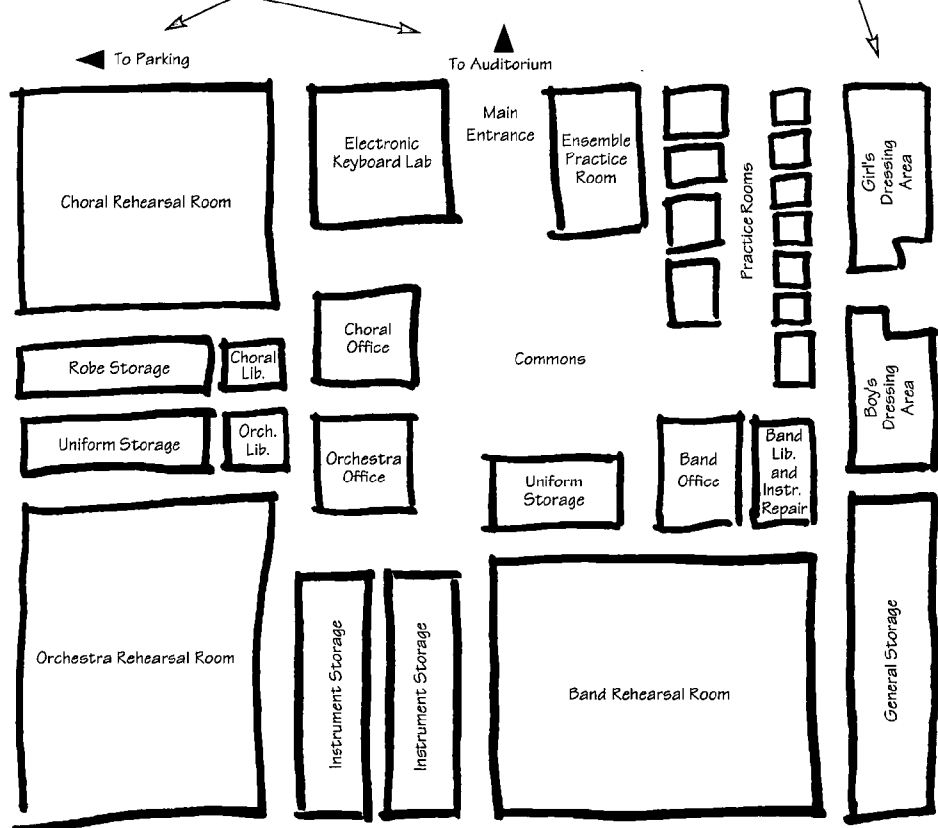 To Parking
To Auditorium
Main
Entrance
Choral Rehearsal Room
Electronic
Keyboard Lab
Ensemble
Practice
Room
Practice Rooms
Girl's
Dressing
Area
Robe Storage
Choral
Lib.
Choral
Office
Commons
Boy's
Dressing
Area
Uniform Storage
Orch.
Lib.
Orchestra
Office
Uniform
Storage
Band
Office
Band
Lib.
and
Instr.
Repair
Orchestra Rehearsal Room
Instrument Storage
Instrument Storage
Band Rehearsal Room
General Storage